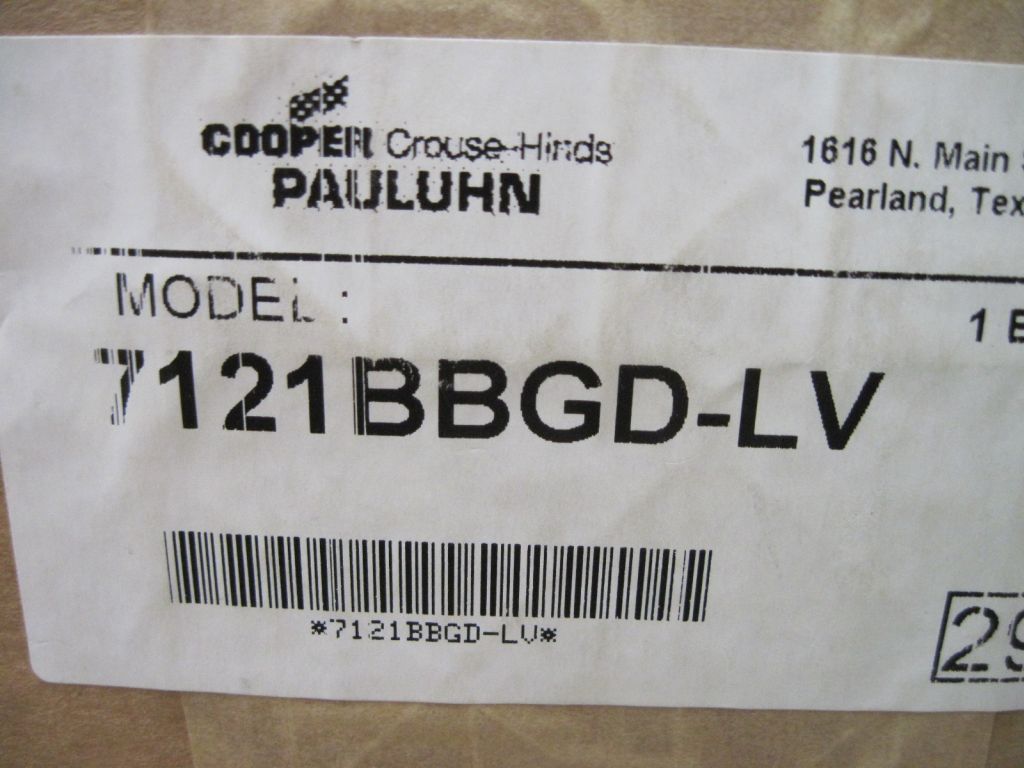 COOPER Crouse-Hinds
PAULUHN
1616 N. Main
Pearland, Tex
MODEL :
1 B
7121BBGD-LV
*7121BBGD-LV*
29